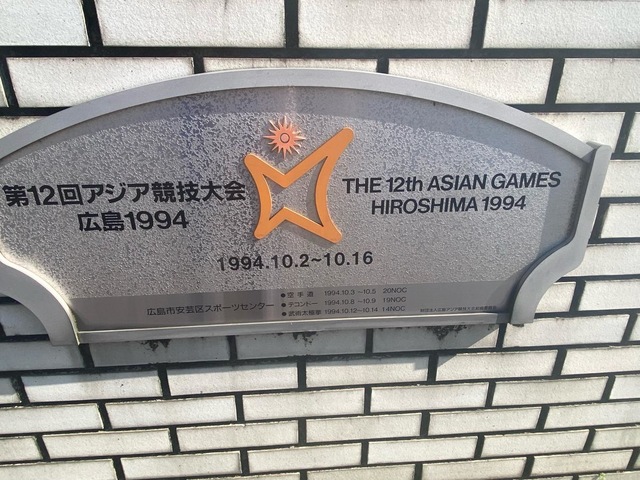 第12回アジア競技大会
広島1994
THE 12th ASIAN GAMES
HIROSHIMA 1994
1994.10.2~10.16
広島市安芸区スポーツセンター
●空手道 1994.10.3~10.5 20NOC
●テコンドー 1994.10.8~10.9 19NOC
●武術太極拳 1994.10.12~10.14 14NOC